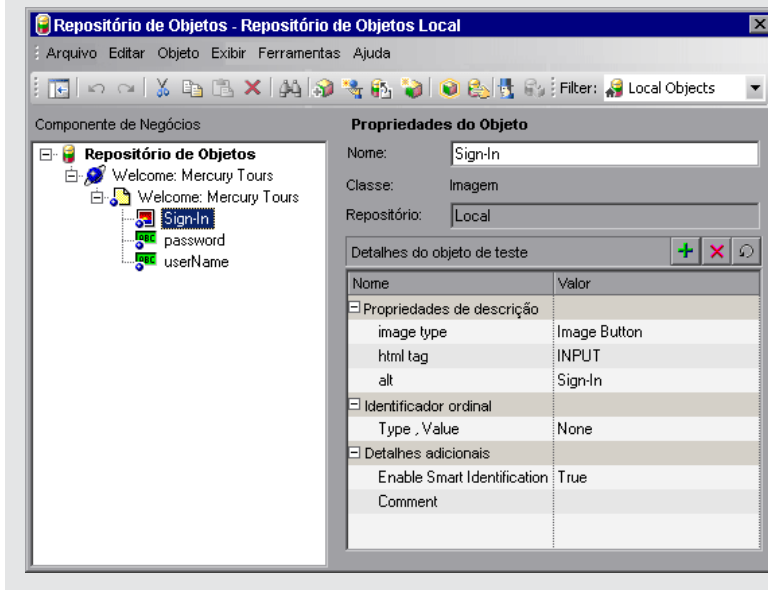 Repositório de Objetos - Repositório de Objetos Local
Arquivo Editar Objeto Exibir Ferramentas Ajuda
Filter: Local Objects
Componente de Negócios
Repositório de Objetos
Welcome: Mercury Tours
Welcome: Mercury Tours
Sign-In
password
userName
Propriedades do Objeto
Nome: Sign-In
Classe: Imagem
Repositório: Local
Detalhes do objeto de teste
Nome Valor
Propriedades de descrição
image type Image Button
html tag INPUT
alt Sign-In
Identificador ordinal
Type , Value None
Detalhes adicionais
Enable Smart Identification True
Comment